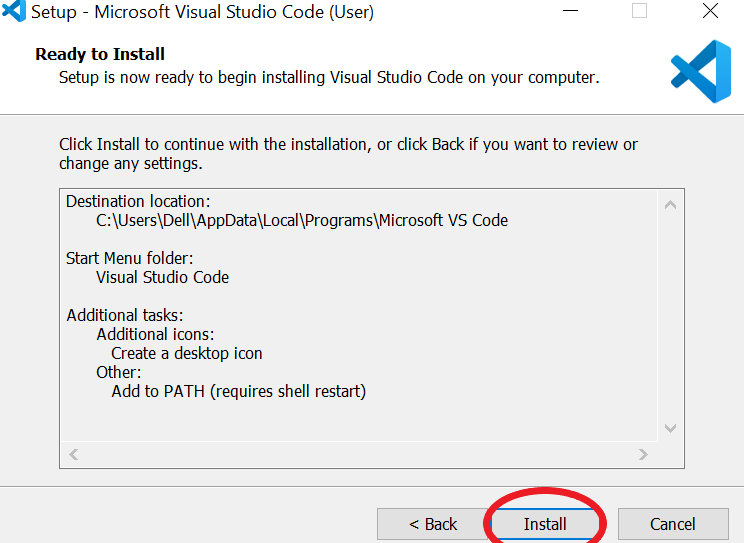 Setup - Microsoft Visual Studio Code (User)
Ready to Install
Setup is now ready to begin installing Visual Studio Code on your computer.
Click Install to continue with the installation, or click Back if you want to review or
change any settings.
Destination location:
C:\Users\Dell\AppData\Local\Programs\Microsoft VS Code
Start Menu folder:
Visual Studio Code
Additional tasks:
Additional icons:
Create a desktop icon
Other:
Add to PATH (requires shell restart)
< Back Install Cancel